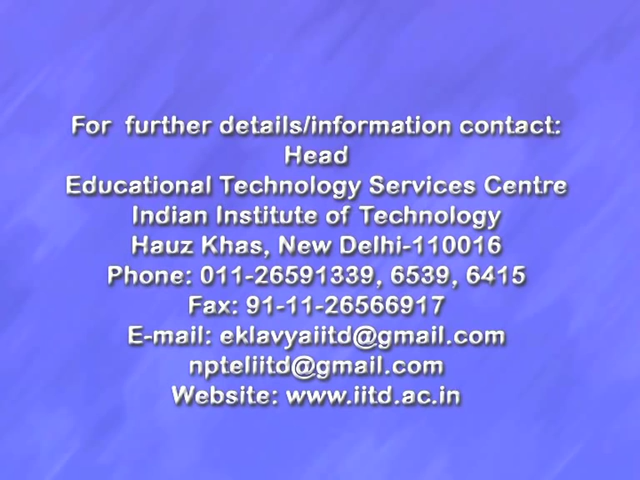 For further details/information contact:
Head
Educational Technology Services Centre
Indian Institute of Technology
Hauz Khas, New Delhi-110016
Phone: 011-26591339, 6539, 6415
Fax: 91-11-26566917
E-mail: eklavyaiitd@gmail.com
npteliitd@gmail.com
Website: www.iitd.ac.in